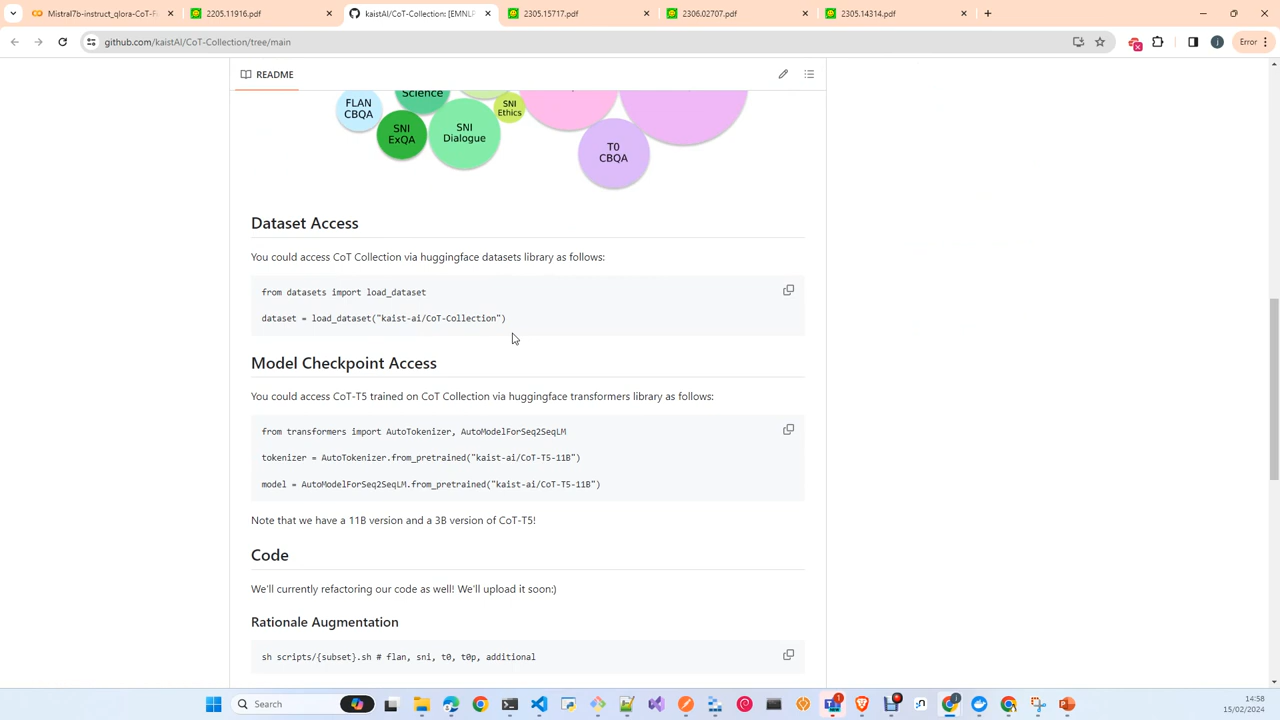 Mistral7b-instruct_qlora-CoT-F
2205.11916.pdf
kaistAI/CoT-Collection: [EMNLP
2305.15717.pdf
2306.02707.pdf
2305.14314.pdf
github.com/kaistAI/CoT-Collection/tree/main
Error
README
Science
FLAN
CBQA
SNI
Ethics
SNI
ExQA
SNI
Dialogue
T0
CBQA
Dataset Access
You could access CoT Collection via huggingface datasets library as follows:
from datasets import load_dataset
dataset = load_dataset("kaist-ai/CoT-Collection")
Model Checkpoint Access
You could access CoT-T5 trained on CoT Collection via huggingface transformers library as follows:
from transformers import AutoTokenizer, AutoModelForSeq2SeqLM
tokenizer = AutoTokenizer.from_pretrained("kaist-ai/CoT-T5-11B")
model = AutoModelForSeq2SeqLM.from_pretrained("kaist-ai/CoT-T5-11B")
Note that we have a 11B version and a 3B version of CoT-T5!
Code
We'll currently refactoring our code as well! We'll upload it soon:)
Rationale Augmentation
sh scripts/{subset}.sh # flan, sni, t0, t0p, additional
Search
14:58
15/02/2024